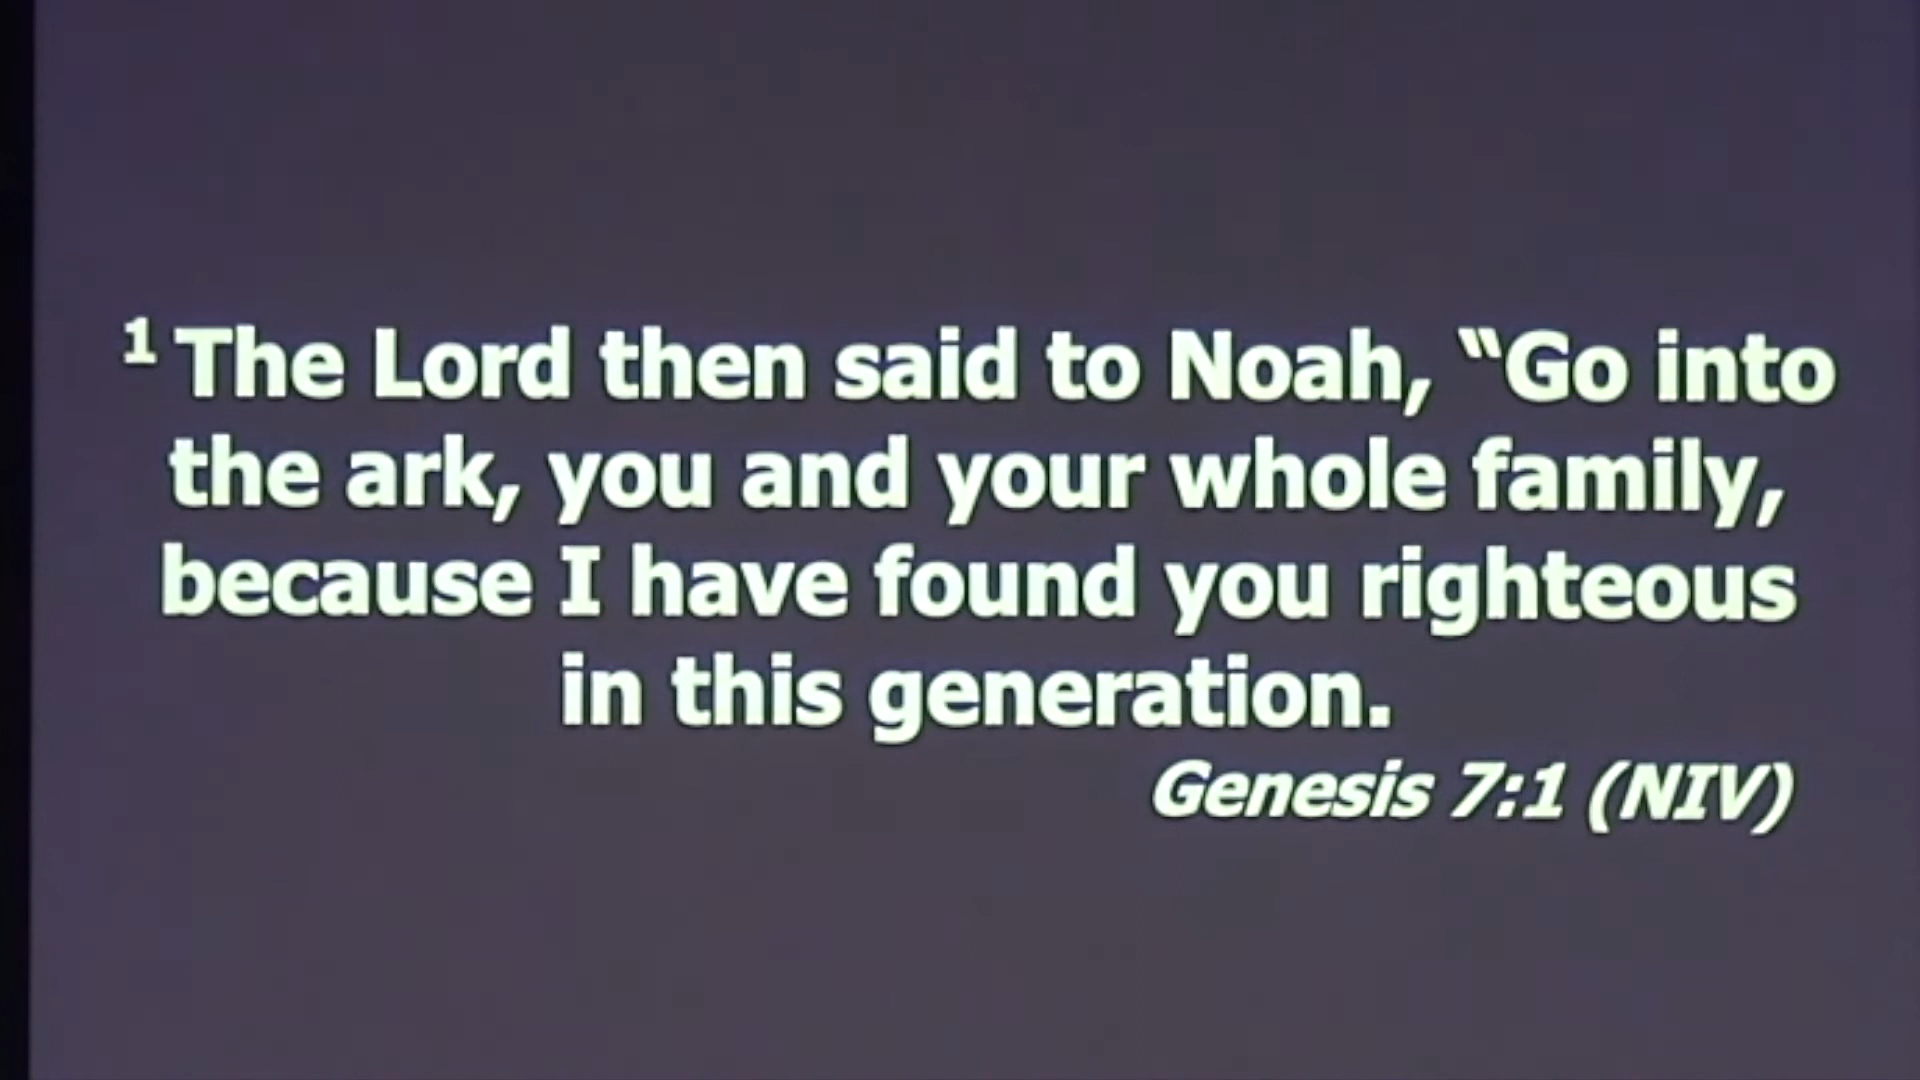 1 The Lord then said to Noah, “Go into
the ark, you and your whole family,
because I have found you righteous
in this generation.
Genesis 7:1 (NIV)